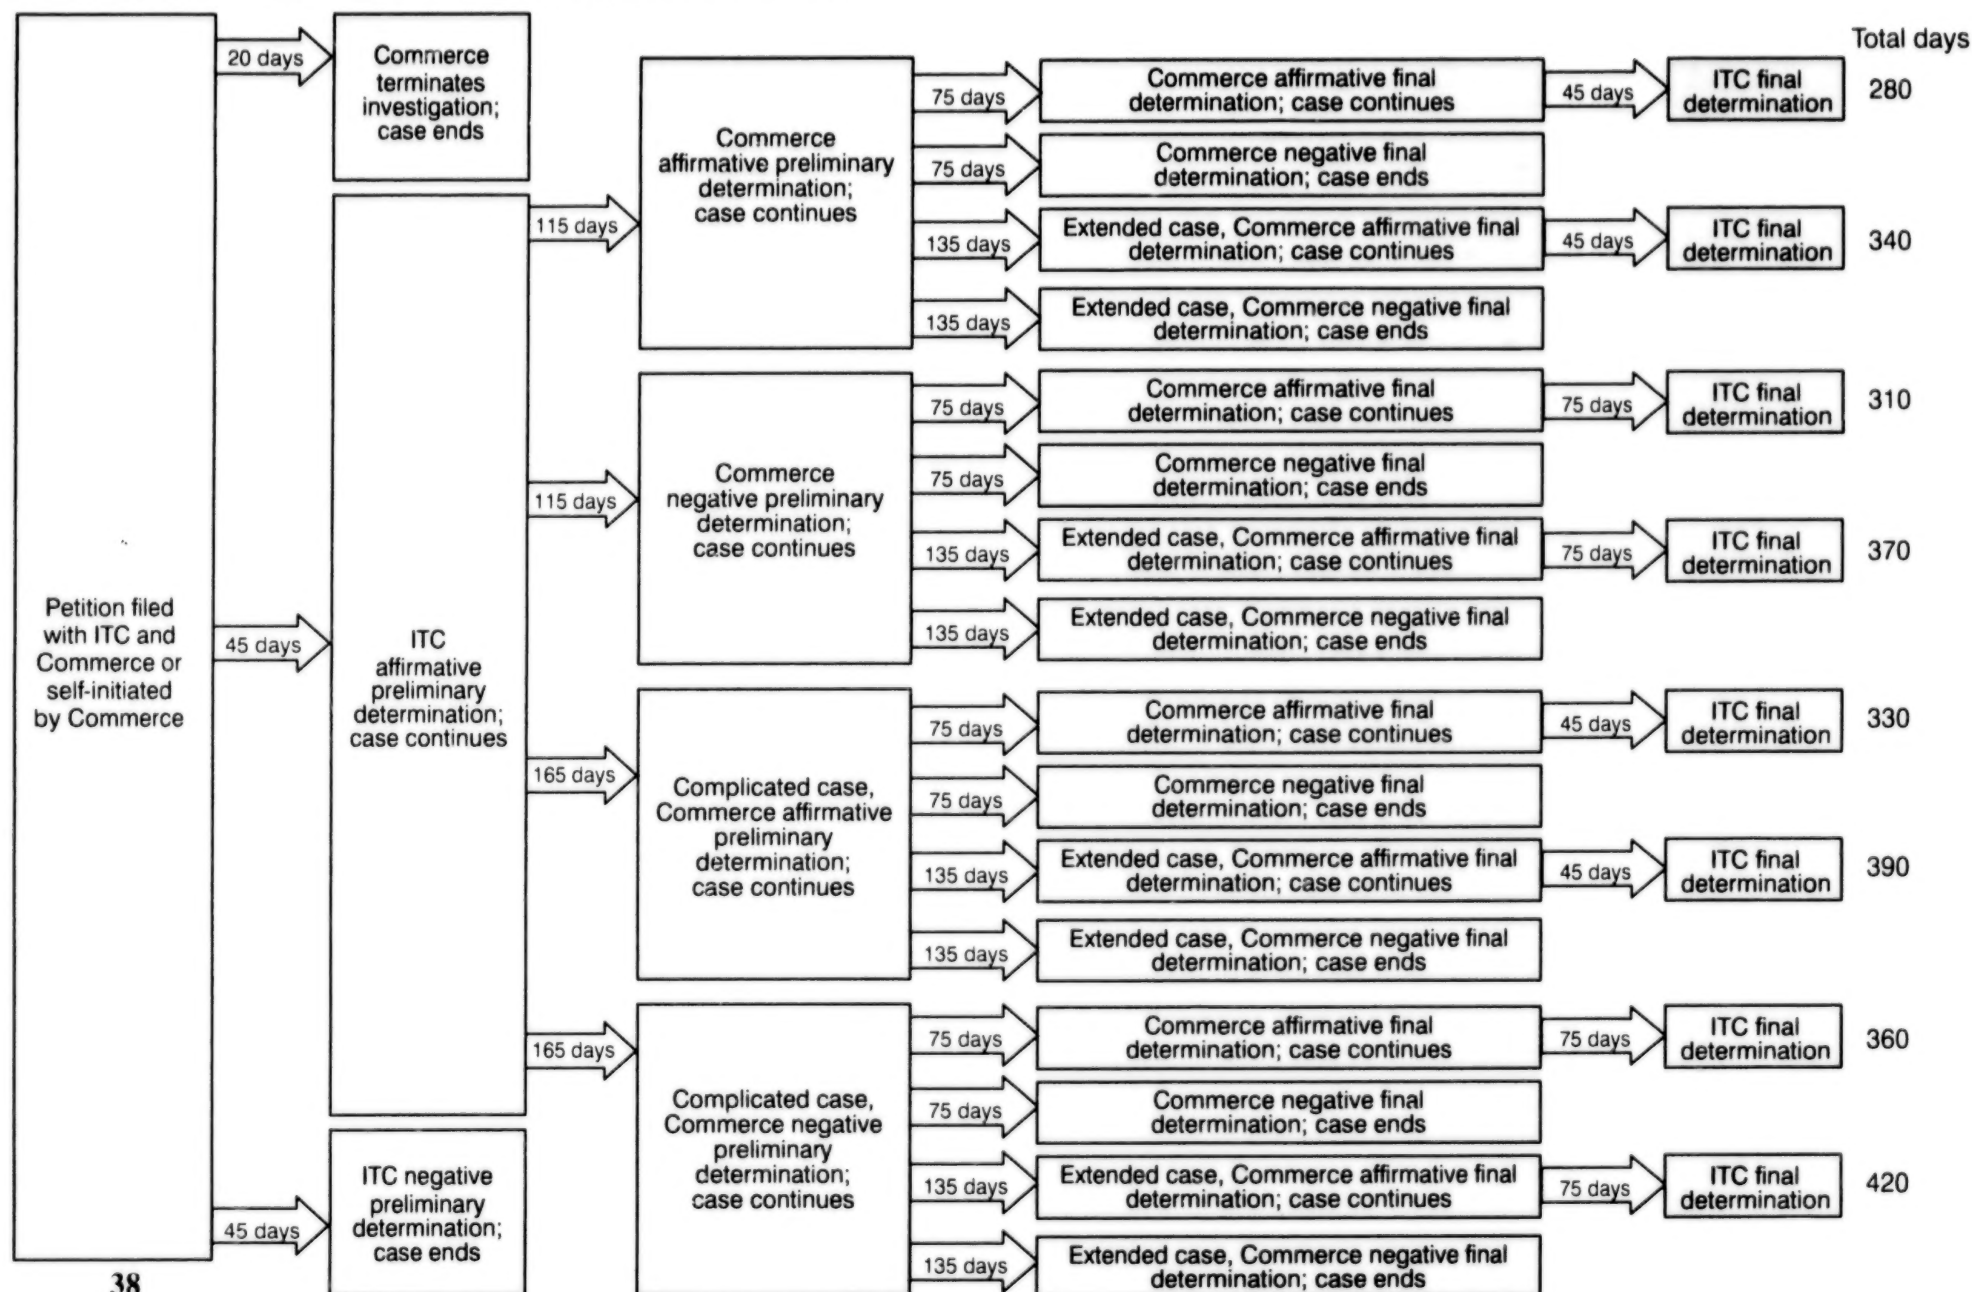 Total days
Petition filed
with ITC and
Commerce or
self-initiated
by Commerce
20 days
Commerce
terminates
investigation;
case ends
45 days
ITC
affirmative
preliminary
determination;
case continues
45 days
ITC negative
preliminary
determination;
case ends
115 days
Commerce
affirmative preliminary
determination;
case continues
75 days
Commerce affirmative final
determination; case continues
45 days
ITC final
determination
280
75 days
Commerce negative final
determination; case ends
135 days
Extended case, Commerce affirmative final
determination; case continues
45 days
ITC final
determination
340
135 days
Extended case, Commerce negative final
determination; case ends
115 days
Commerce
negative preliminary
determination;
case continues
75 days
Commerce affirmative final
determination; case continues
75 days
ITC final
determination
310
75 days
Commerce negative final
determination; case ends
135 days
Extended case, Commerce affirmative final
determination; case continues
75 days
ITC final
determination
370
135 days
Extended case, Commerce negative final
determination; case ends
165 days
Complicated case,
Commerce affirmative
preliminary
determination;
case continues
75 days
Commerce affirmative final
determination; case continues
45 days
ITC final
determination
330
75 days
Commerce negative final
determination; case ends
135 days
Extended case, Commerce affirmative final
determination; case continues
45 days
ITC final
determination
390
135 days
Extended case, Commerce negative final
determination; case ends
165 days
Complicated case,
Commerce negative
preliminary
determination;
case continues
75 days
Commerce affirmative final
determination; case continues
75 days
ITC final
determination
360
75 days
Commerce negative final
determination; case ends
135 days
Extended case, Commerce affirmative final
determination; case continues
75 days
ITC final
determination
420
135 days
Extended case, Commerce negative final
determination; case ends
38